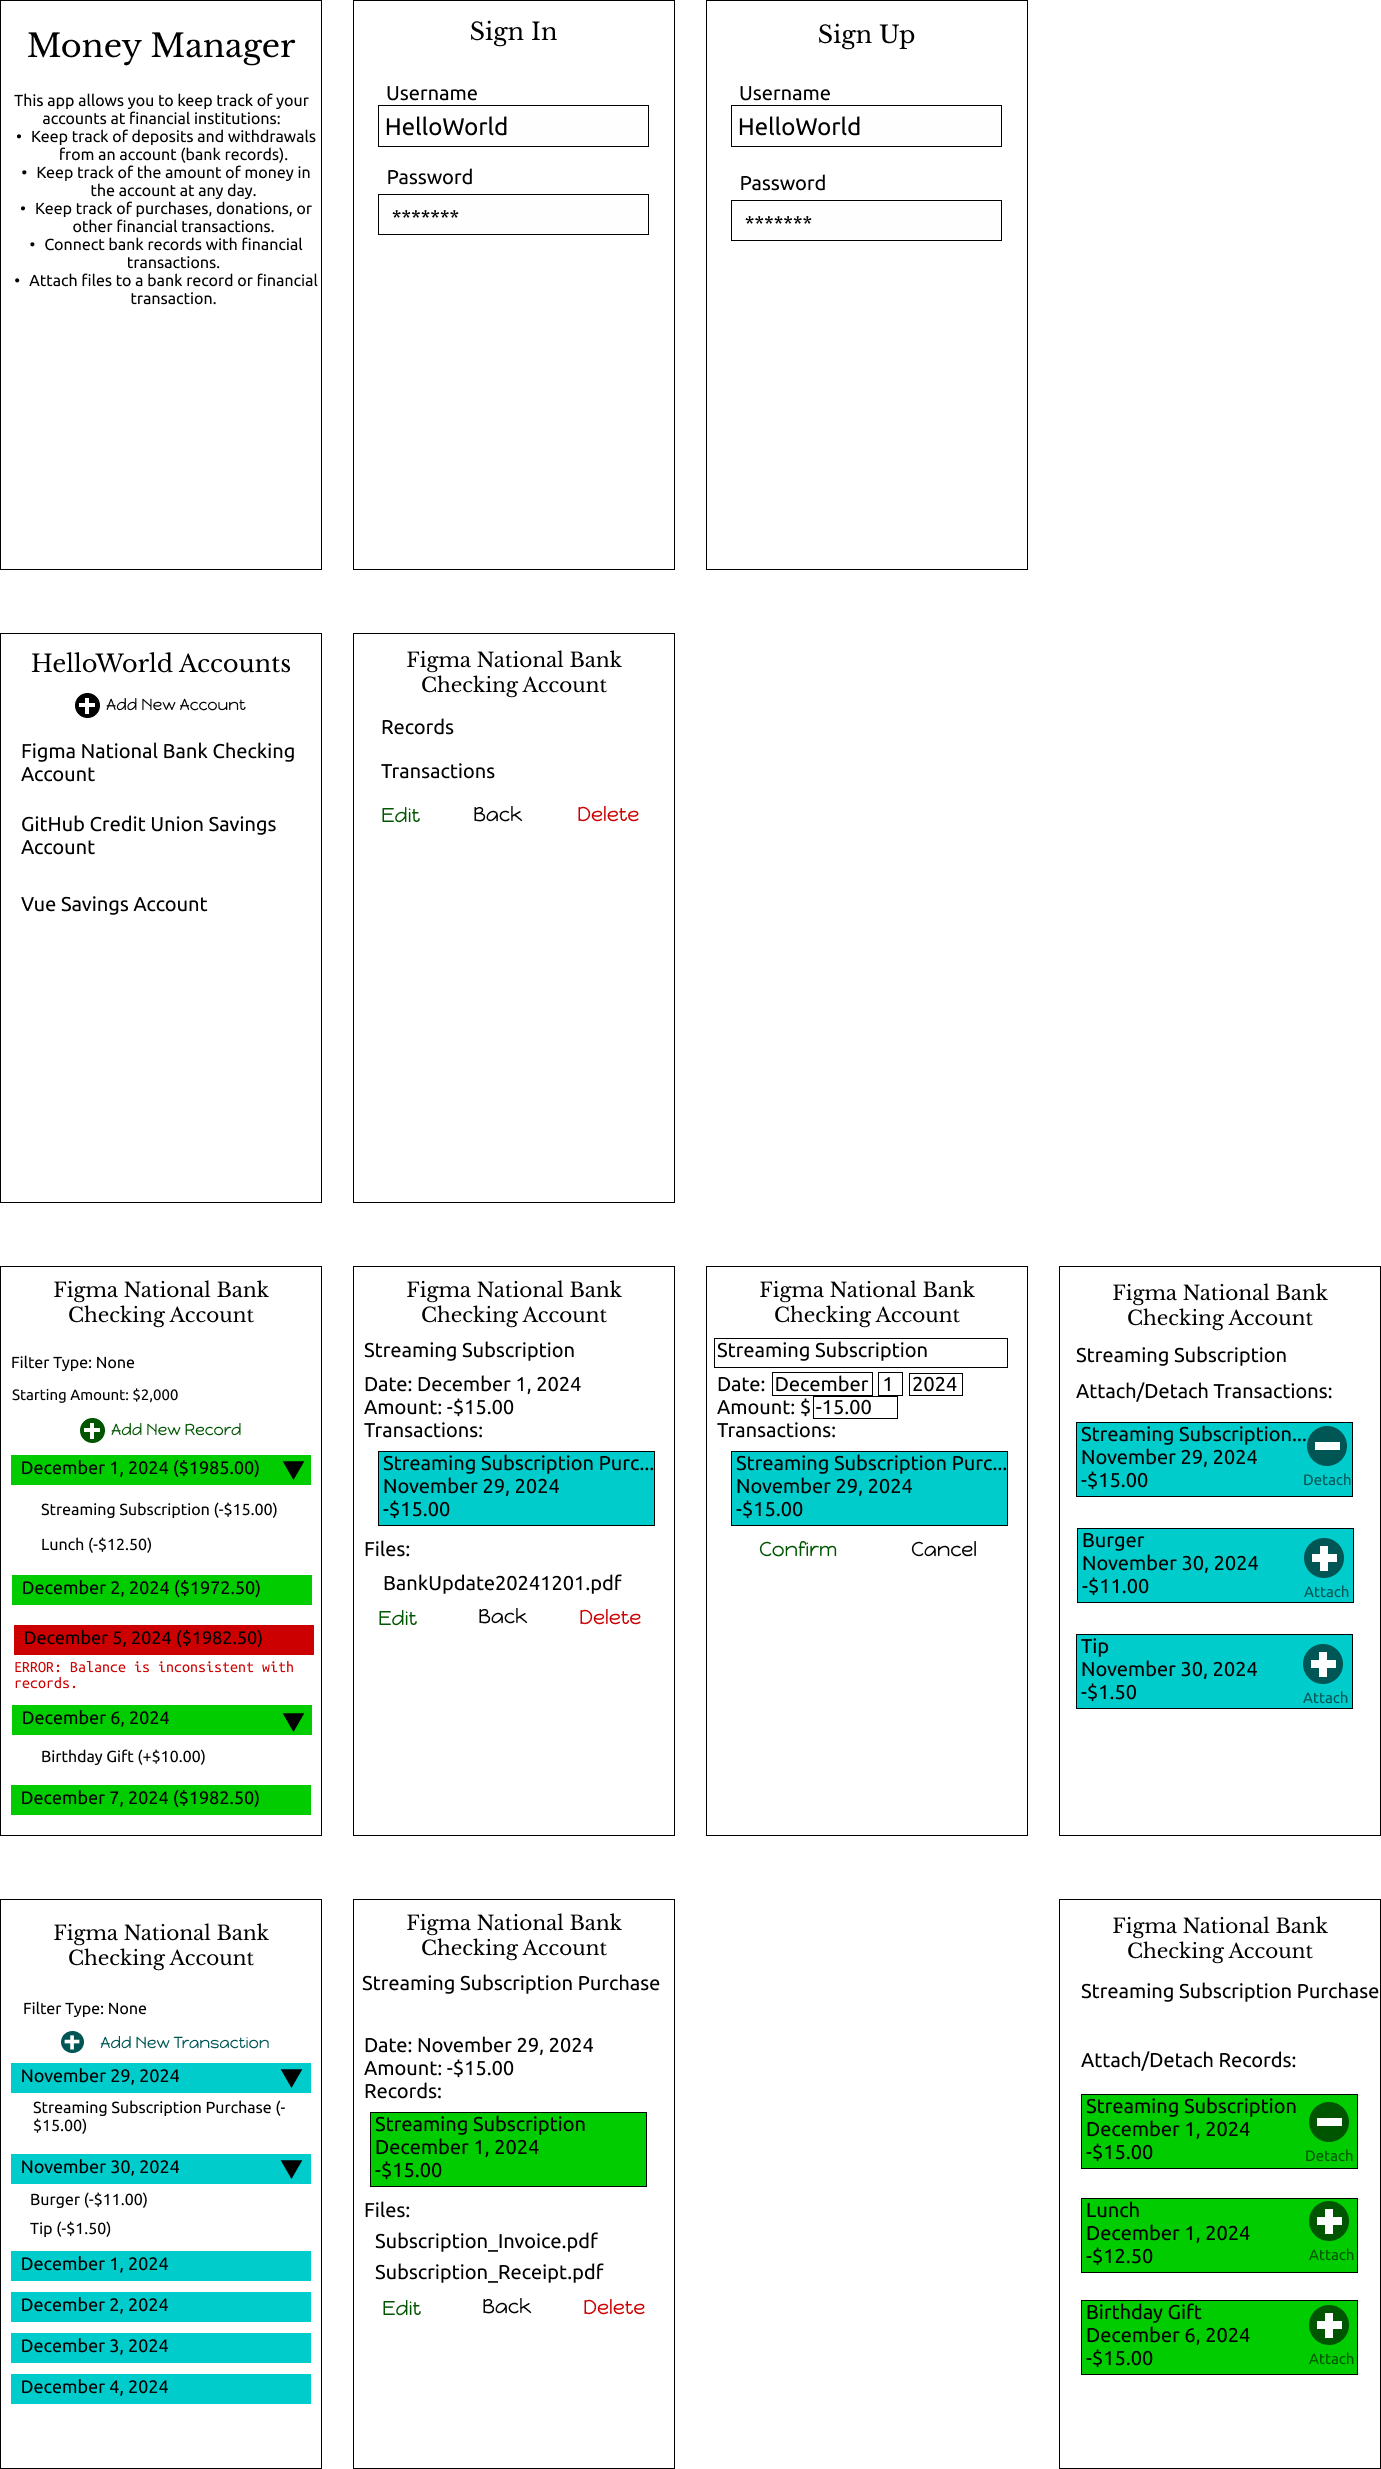 Money Manager
This app allows you to keep track of your
accounts at financial institutions:
• Keep track of deposits and withdrawals
from an account (bank records).
• Keep track of the amount of money in
the account at any day.
• Keep track of purchases, donations, or
other financial transactions.
• Connect bank records with financial
transactions.
• Attach files to a bank record or financial
transaction.
Sign In
Username
HelloWorld
Password
*******
Sign Up
Username
HelloWorld
Password
*******
HelloWorld Accounts
Add New Account
Figma National Bank Checking
Account
GitHub Credit Union Savings
Account
Vue Savings Account
Figma National Bank
Checking Account
Records
Transactions
Edit Back Delete
Figma National Bank
Checking Account
Filter Type: None
Starting Amount: $2,000
Add New Record
December 1, 2024 ($1985.00)
Streaming Subscription (-$15.00)
Lunch (-$12.50)
December 2, 2024 ($1972.50)
December 5, 2024 ($1982.50)
ERROR: Balance is inconsistent with
records.
December 6, 2024
Birthday Gift (+$10.00)
December 7, 2024 ($1982.50)
Figma National Bank
Checking Account
Streaming Subscription
Date: December 1, 2024
Amount: -$15.00
Transactions:
Streaming Subscription Purc...
November 29, 2024
-$15.00
Files:
BankUpdate20241201.pdf
Edit Back Delete
Figma National Bank
Checking Account
Streaming Subscription
Date: December 1 2024
Amount: $ -15.00
Transactions:
Streaming Subscription Purc...
November 29, 2024
-$15.00
Confirm Cancel
Figma National Bank
Checking Account
Streaming Subscription
Attach/Detach Transactions:
Streaming Subscription...
November 29, 2024
-$15.00
Detach
Burger
November 30, 2024
-$11.00
Attach
Tip
November 30, 2024
-$1.50
Attach
Figma National Bank
Checking Account
Filter Type: None
Add New Transaction
November 29, 2024
Streaming Subscription Purchase (-
$15.00)
November 30, 2024
Burger (-$11.00)
Tip (-$1.50)
December 1, 2024
December 2, 2024
December 3, 2024
December 4, 2024
Figma National Bank
Checking Account
Streaming Subscription Purchase
Date: November 29, 2024
Amount: -$15.00
Records:
Streaming Subscription
December 1, 2024
-$15.00
Files:
Subscription_Invoice.pdf
Subscription_Receipt.pdf
Edit Back Delete
Figma National Bank
Checking Account
Streaming Subscription Purchase
Attach/Detach Records:
Streaming Subscription
December 1, 2024
-$15.00
Detach
Lunch
December 1, 2024
-$12.50
Attach
Birthday Gift
December 6, 2024
-$15.00
Attach